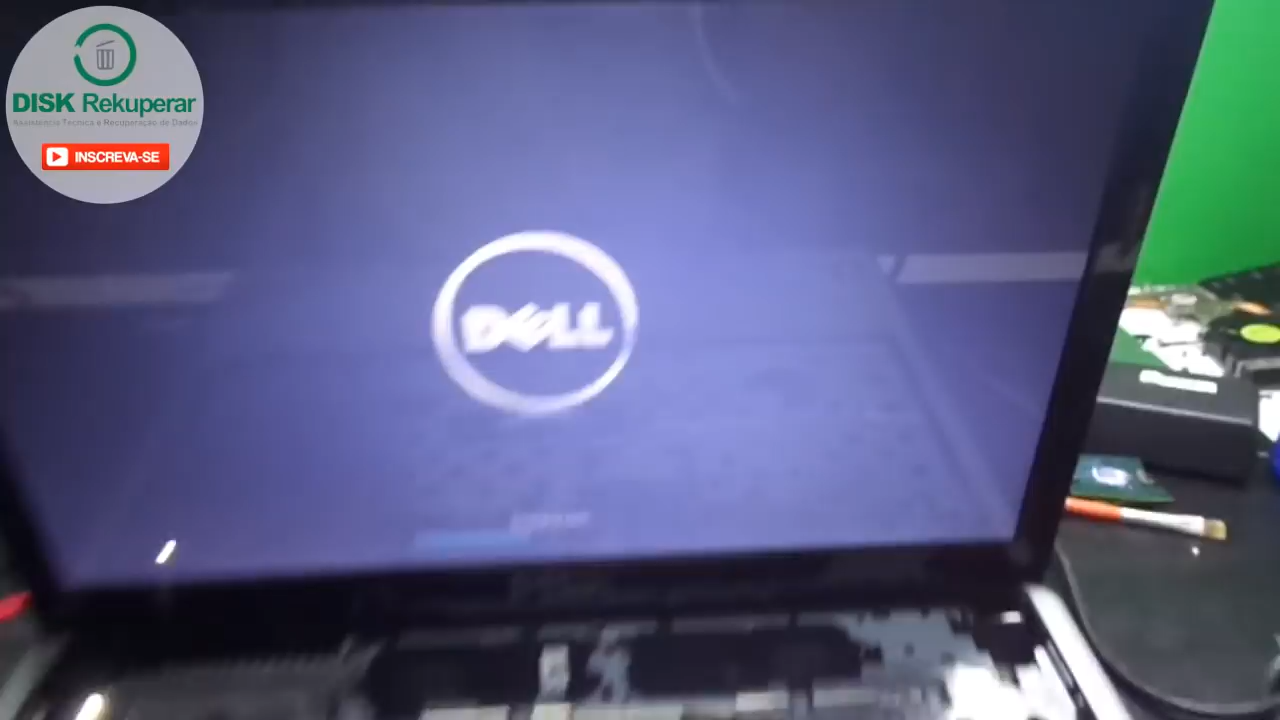 DISK Rekuperar
Assistência Técnica e Recuperação de Dados
INSCREVA-SE
DELL